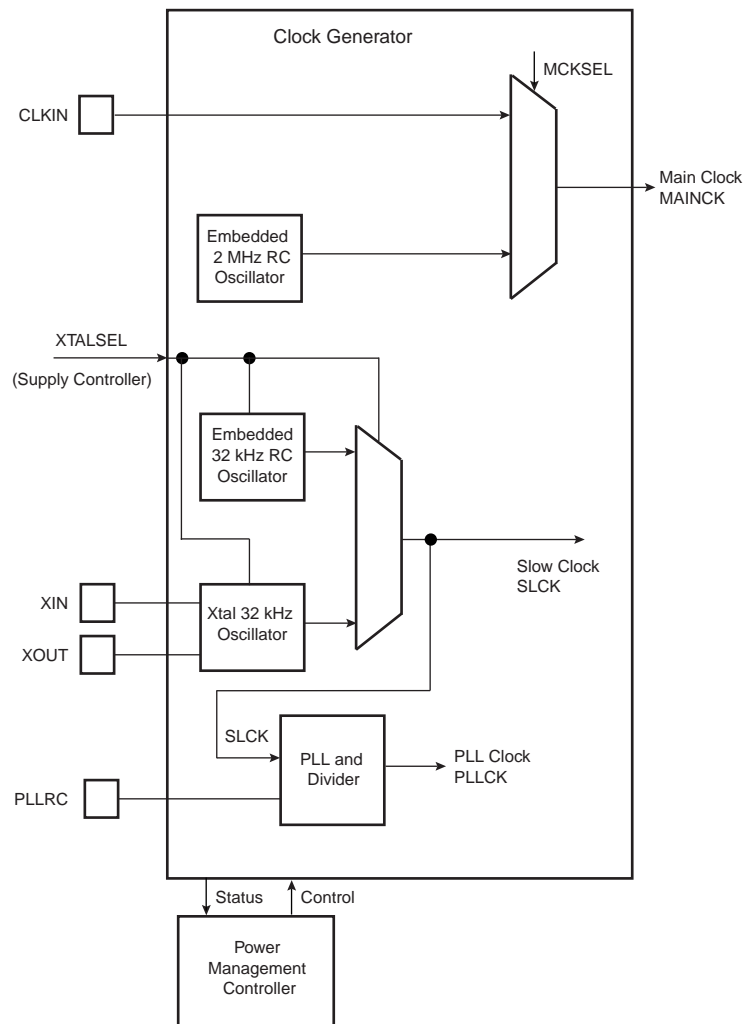 Clock Generator
MCKSEL
CLKIN
Main Clock
MAINCK
Embedded
2 MHz RC
Oscillator
XTALSEL
(Supply Controller)
Embedded
32 kHz RC
Oscillator
Slow Clock
SLCK
XIN
Xtal 32 kHz
Oscillator
XOUT
SLCK
PLL and
Divider
PLL Clock
PLLCK
PLLRC
Status
Control
Power
Management
Controller